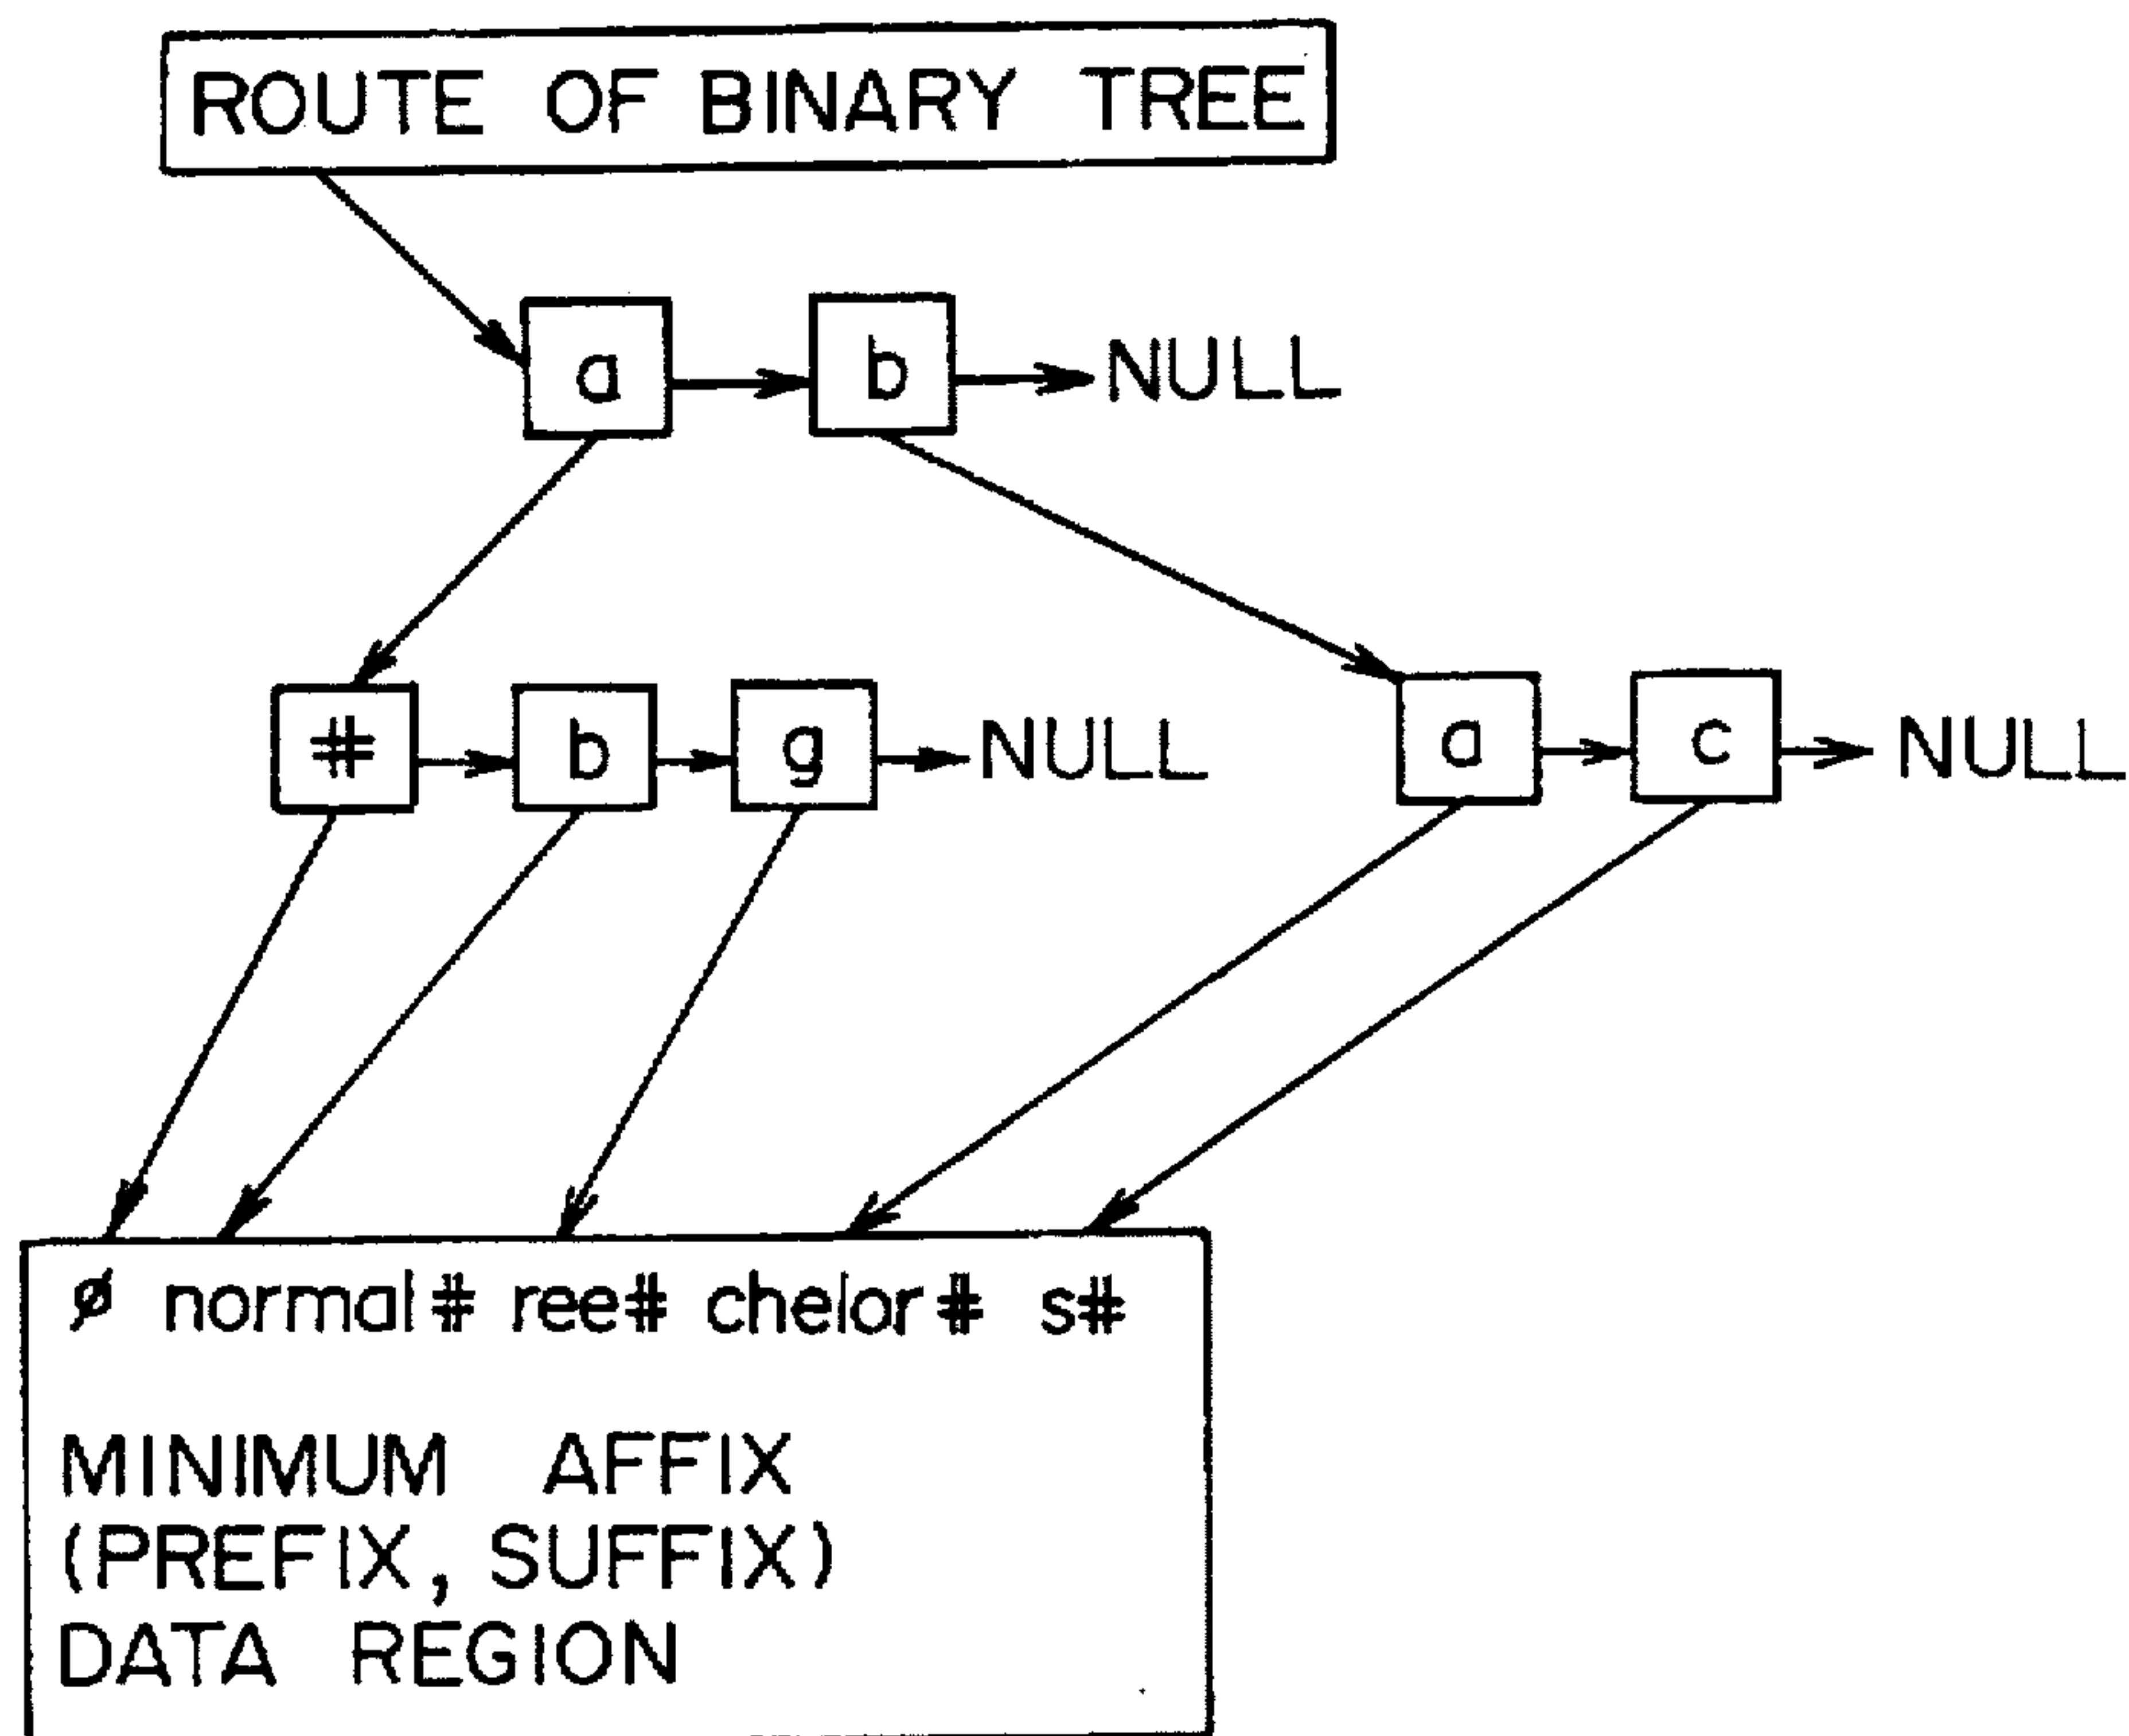 ROUTE OF BINARY TREE
a b NULL
# b g NULL a c NULL
ø normal# ree# chelor# s#
MINIMUM AFFIX
(PREFIX, SUFFIX)
DATA REGION